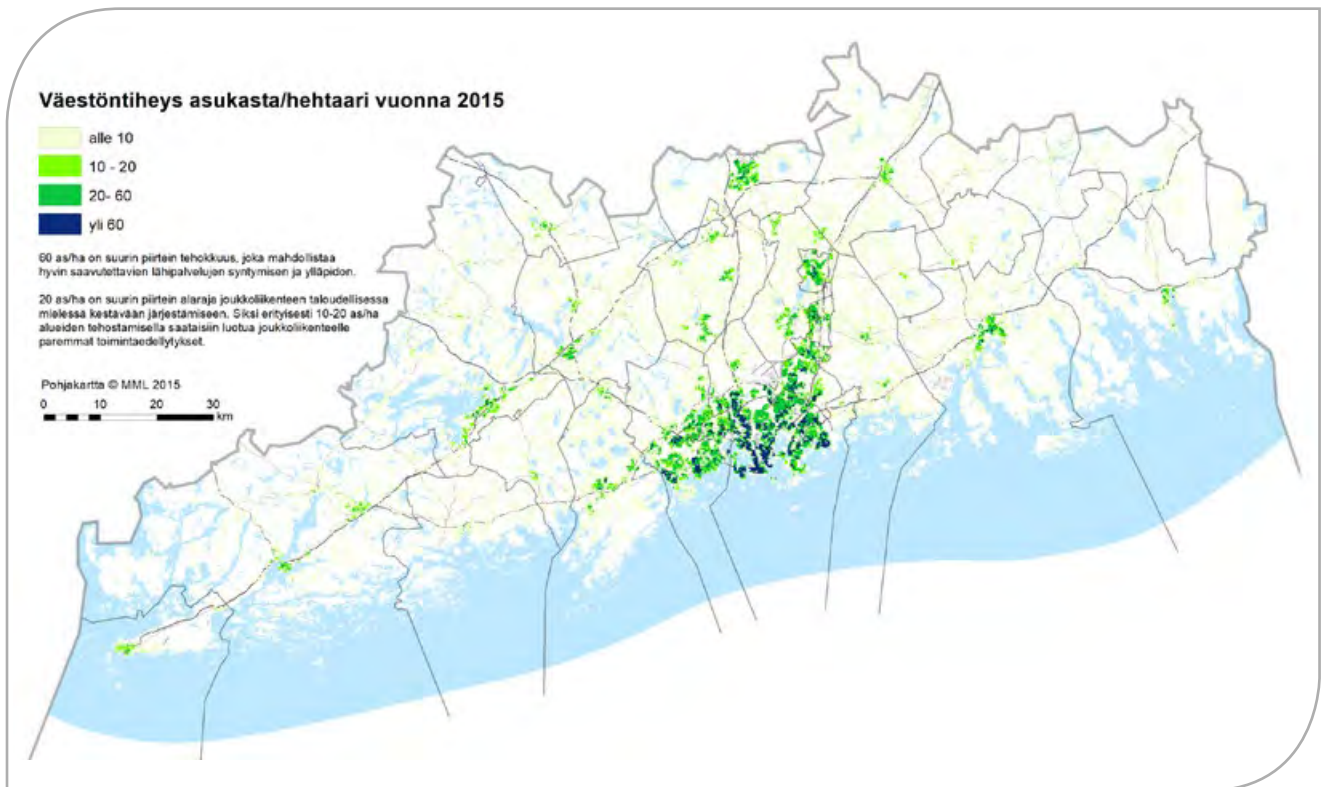 Väestöntiheys asukasta/hehtaari vuonna 2015
alle 10
10 - 20
20- 60
yli 60
60 as/ha on suurin piirtein tehokkuus, joka mahdollistaa
hyvin saavutettavien lähipalvelujen syntymisen ja ylläpidon.
20 as/ha on suurin piirtein alaraja joukkoliikenteen taloudellisessa
mielessä kestävään järjestämiseen. Siksi erityisesti 10-20 as/ha
alueiden tehostamisella saataisiin luotua joukkoliikenteelle
paremmat toimintaedellytykset.
Pohjakartta © MML 2015
0 10 20 30
km